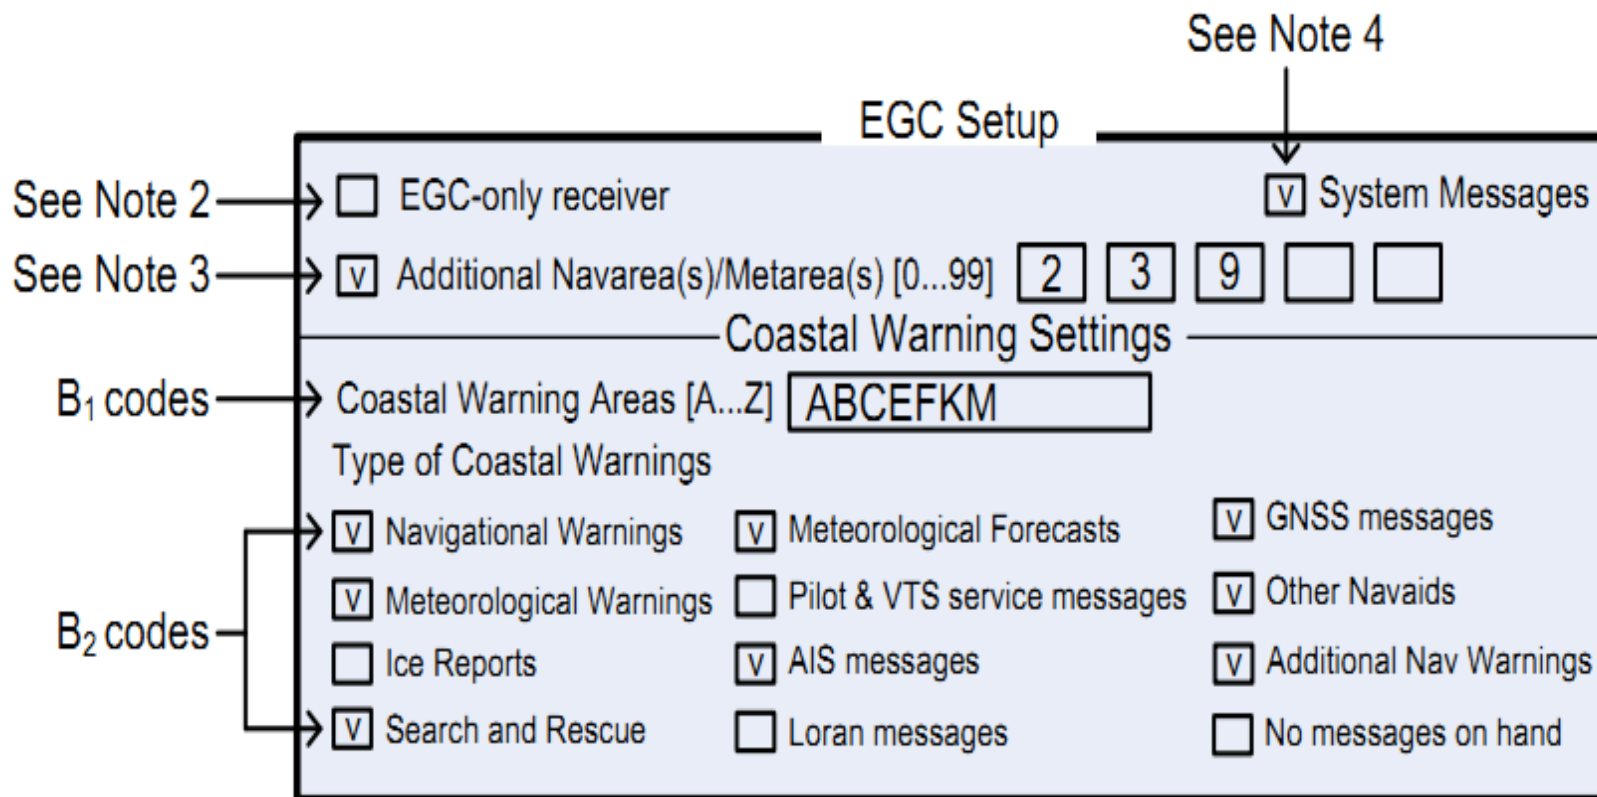 See Note 4
EGC Setup
See Note 2 EGC-only receiver v System Messages
See Note 3 v Additional Navarea(s)/Metarea(s) [0...99] 2 3 9
Coastal Warning Settings
B₁ codes Coastal Warning Areas [A...Z] ABCEFKM
Type of Coastal Warnings
v Navigational Warnings v Meteorological Forecasts v GNSS messages
B₂ codes v Meteorological Warnings Pilot & VTS service messages v Other Navaids
Ice Reports v AIS messages v Additional Nav Warnings
v Search and Rescue Loran messages No messages on hand